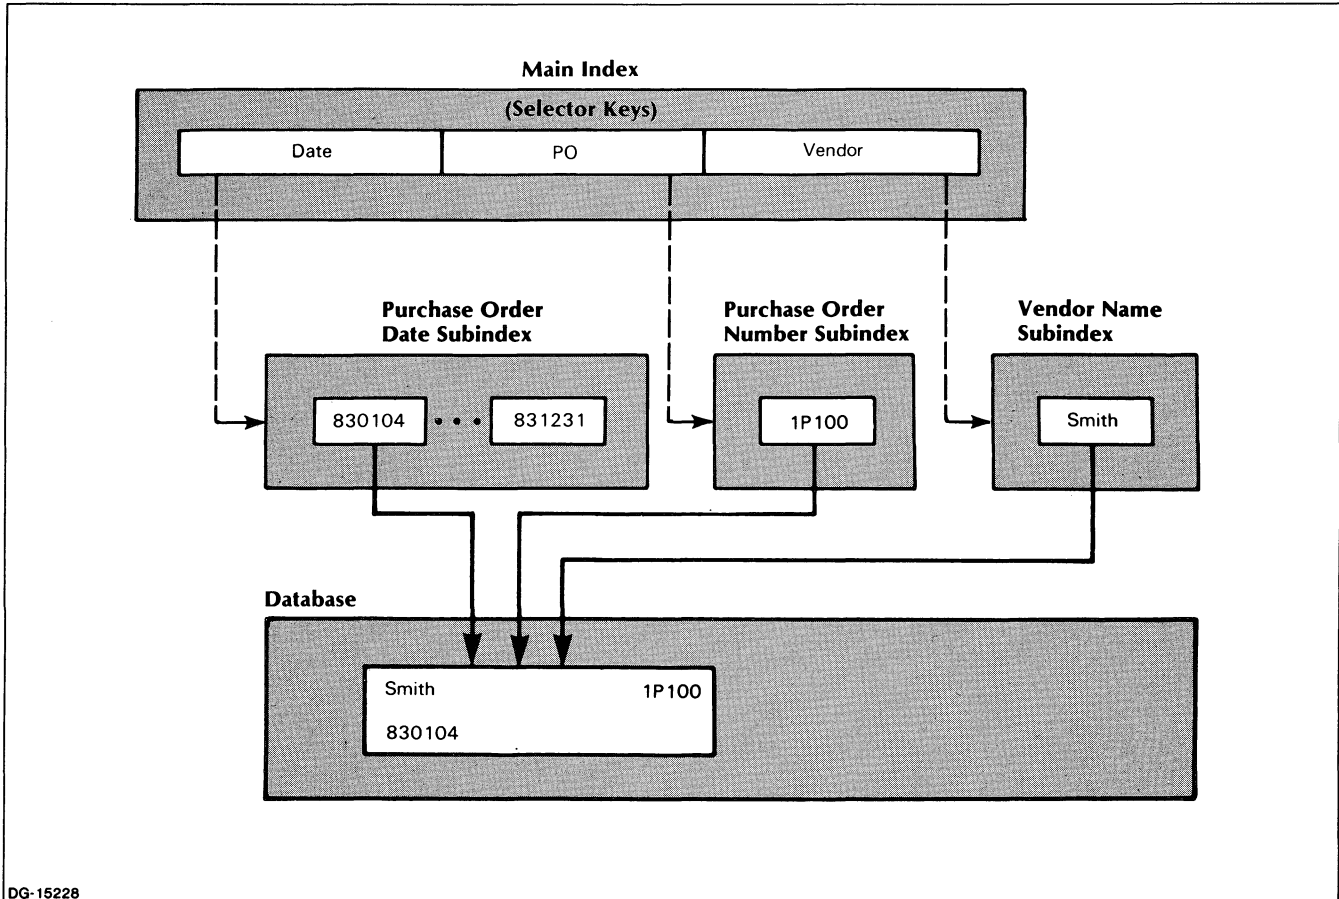 Main Index
(Selector Keys)
Date PO Vendor
Purchase Order
Date Subindex
Purchase Order
Number Subindex
Vendor Name
Subindex
830104 • • • 831231
1P100
Smith
Database
Smith 1P100
830104
DG-15228